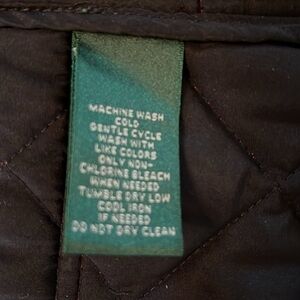 MACHINE WASH
COLD
GENTLE CYCLE
WASH WITH
LIKE COLORS
ONLY NON-
CHLORINE BLEACH
WHEN NEEDED
TUMBLE DRY LOW
COOL IRON
IF NEEDED
DO NOT DRY CLEAN